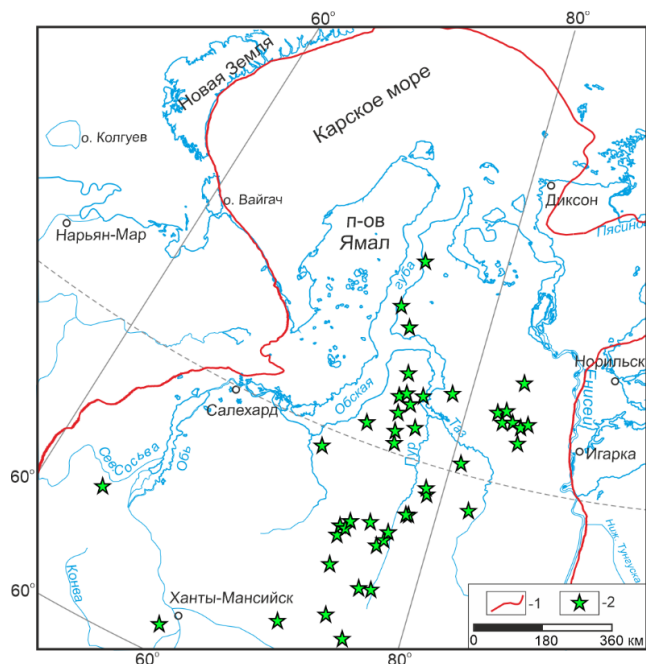 60°
80°
Новая Земля
Карское море
о. Колгуев
о. Вайгач
Диксон
п-ов
Ямал
Нарьян-Мар
Пясина
губа
Норильск
Енисей
Обская
Салехард
Таз
Пур
Сев.
Сосьва
Обь
Игарка
60°
60°
Ниж. Тунгуска
Конва
Ханты-Мансийск
-1
-2
0
180
360 км
60°
80°